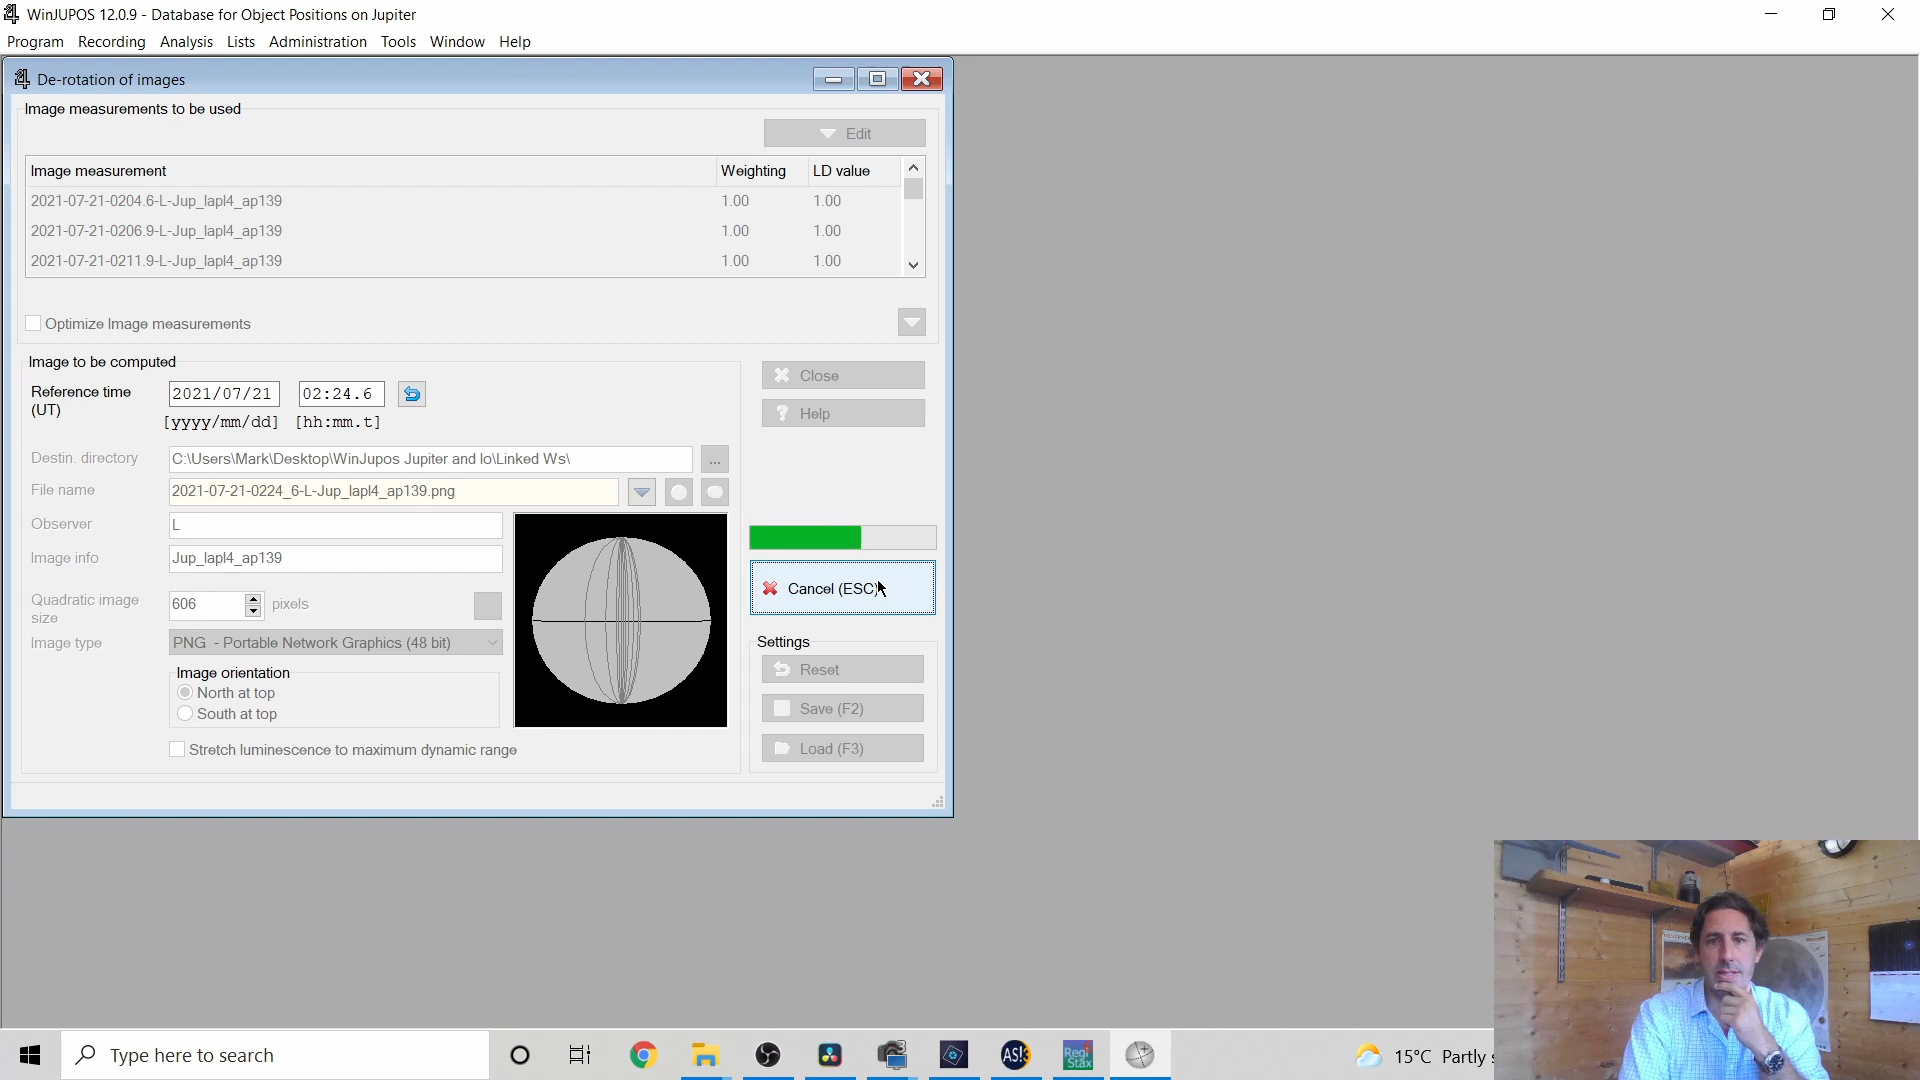 WinJUPOS 12.0.9 - Database for Object Positions on Jupiter
Program Recording Analysis Lists Administration Tools Window Help
De-rotation of images
Image measurements to be used
Edit
Image measurement Weighting LD value
2021-07-21-0204.6-L-Jup_lapl4_ap139 1.00 1.00
2021-07-21-0206.9-L-Jup_lapl4_ap139 1.00 1.00
2021-07-21-0211.9-L-Jup_lapl4_ap139 1.00 1.00
Optimize Image measurements
Image to be computed
Reference time (UT) 2021/07/21 02:24.6
[yyyy/mm/dd] [hh:mm.t]
Close
? Help
Destin. directory C:\Users\Mark\Desktop\WinJupos Jupiter and Io\Linked Ws\ ...
File name 2021-07-21-0224_6-L-Jup_lapl4_ap139.png
Observer L
Image info Jup_lapl4_ap139
Cancel (ESC)
Quadratic image size 606 pixels
Image type PNG - Portable Network Graphics (48 bit)
Image orientation
North at top
South at top
Stretch luminescence to maximum dynamic range
Settings
Reset
Save (F2)
Load (F3)
Type here to search
AS!3
Regi Stax
15°C Partly